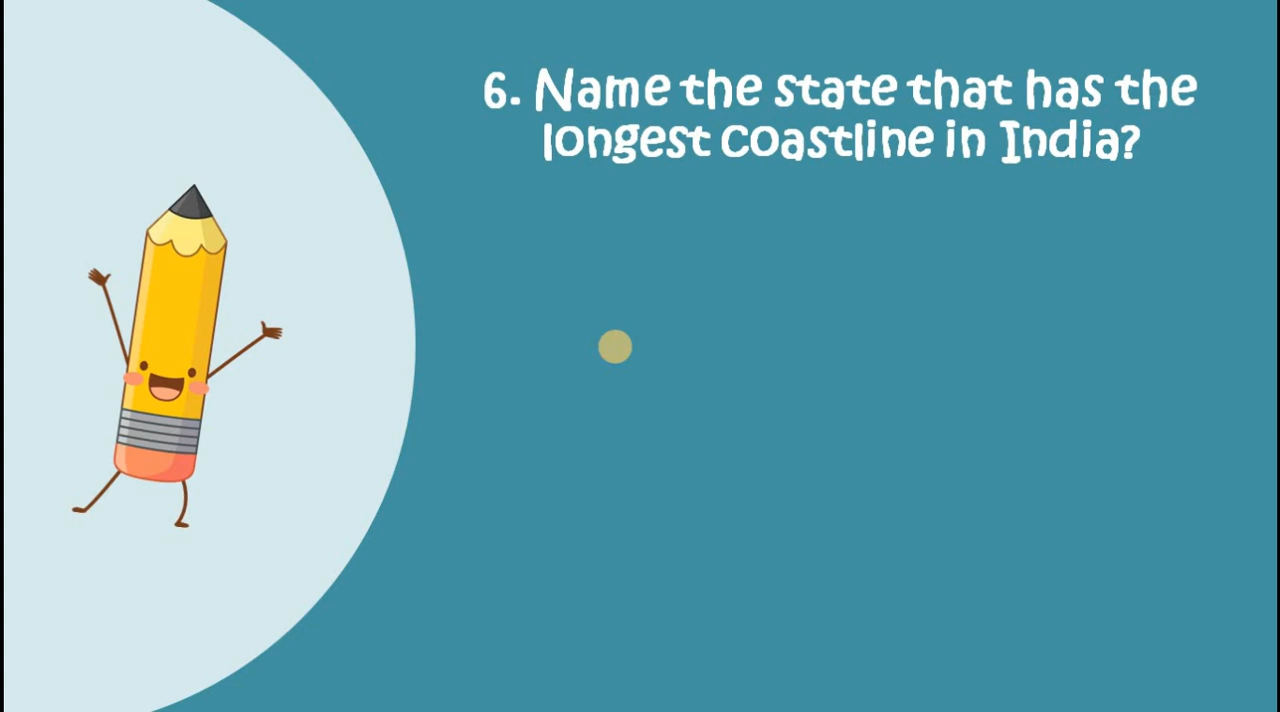 6. Name the state that has the
longest coastline in India?